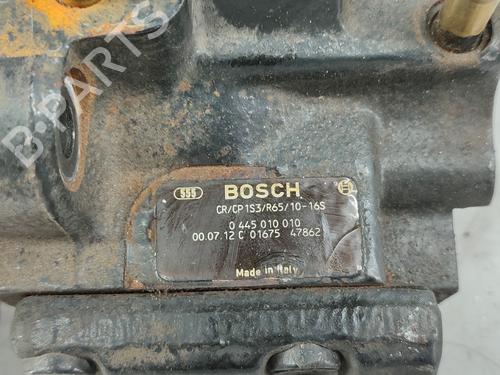 B-PARTS
555 BOSCH
CR/CP1S3/R65/10-16S
0 445 010 010
00.07.12 C 01675 47862
Made in Italy